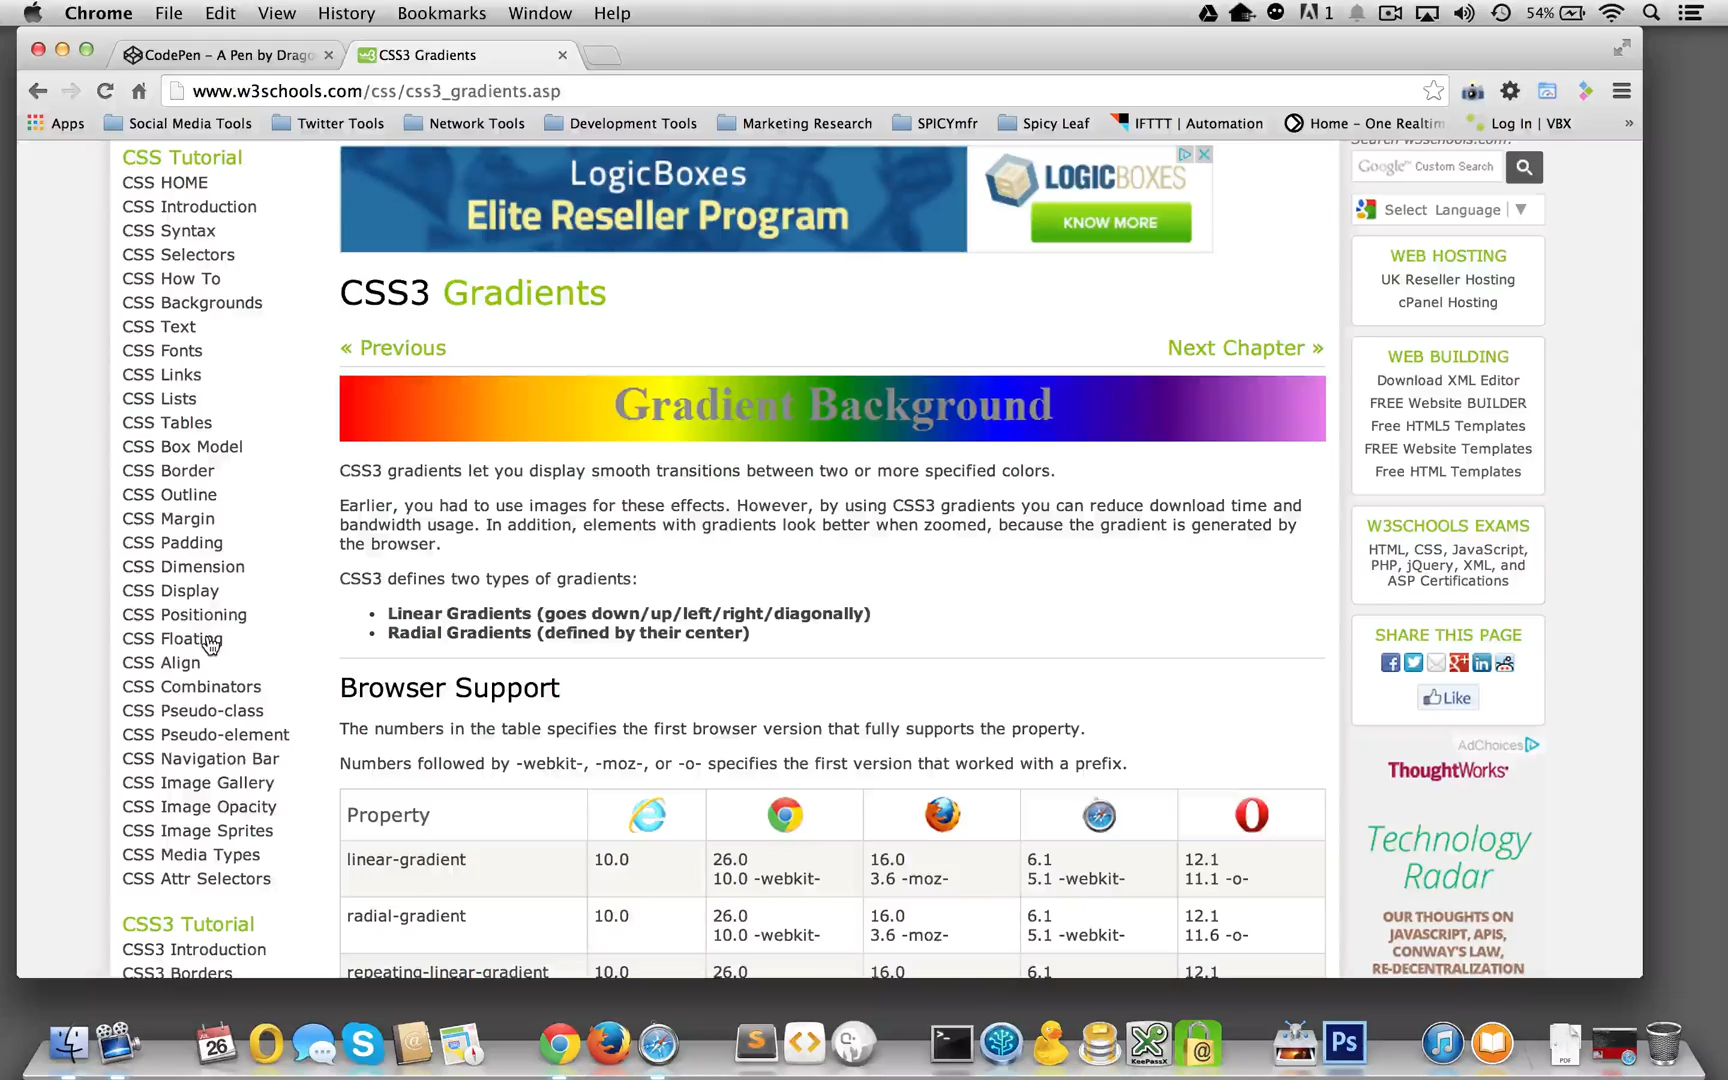 Chrome File Edit View History Bookmarks Window Help 1 54%
CodePen - A Pen by Drago
CSS3 Gradients
www.w3schools.com/css/css3_gradients.asp
Apps Social Media Tools Twitter Tools Network Tools Development Tools Marketing Research SPICYmfr Spicy Leaf IFTTT | Automation Home - One Realtim Log In | VBX »
CSS Tutorial
CSS HOME
CSS Introduction
CSS Syntax
CSS Selectors
CSS How To
CSS Backgrounds
CSS Text
CSS Fonts
CSS Links
CSS Lists
CSS Tables
CSS Box Model
CSS Border
CSS Outline
CSS Margin
CSS Padding
CSS Dimension
CSS Display
CSS Positioning
CSS Floating
CSS Align
CSS Combinators
CSS Pseudo-class
CSS Pseudo-element
CSS Navigation Bar
CSS Image Gallery
CSS Image Opacity
CSS Image Sprites
CSS Media Types
CSS Attr Selectors
CSS3 Tutorial
CSS3 Introduction
CSS3 Borders
LogicBoxes
Elite Reseller Program
LOGICBOXES
KNOW MORE
CSS3 Gradients
« Previous
Next Chapter »
Gradient Background
CSS3 gradients let you display smooth transitions between two or more specified colors.
Earlier, you had to use images for these effects. However, by using CSS3 gradients you can reduce download time and
bandwidth usage. In addition, elements with gradients look better when zoomed, because the gradient is generated by
the browser.
CSS3 defines two types of gradients:
• Linear Gradients (goes down/up/left/right/diagonally)
• Radial Gradients (defined by their center)
Browser Support
The numbers in the table specifies the first browser version that fully supports the property.
Numbers followed by -webkit-, -moz-, or -o- specifies the first version that worked with a prefix.
Property
linear-gradient 10.0 26.0 16.0 6.1 12.1
10.0 -webkit- 3.6 -moz- 5.1 -webkit- 11.1 -o-
radial-gradient 10.0 26.0 16.0 6.1 12.1
10.0 -webkit- 3.6 -moz- 5.1 -webkit- 11.6 -o-
repeating-linear-gradient 10.0 26.0 16.0 6.1 12.1
Search w3schools.com:
Google™ Custom Search
Select Language ▼
WEB HOSTING
UK Reseller Hosting
cPanel Hosting
WEB BUILDING
Download XML Editor
FREE Website BUILDER
Free HTML5 Templates
FREE Website Templates
Free HTML Templates
W3SCHOOLS EXAMS
HTML, CSS, JavaScript,
PHP, jQuery, XML, and
ASP Certifications
SHARE THIS PAGE
Like
AdChoices
ThoughtWorks®
Technology
Radar
OUR THOUGHTS ON
JAVASCRIPT, APIS,
CONWAY'S LAW,
RE-DECENTRALIZATION
26
KeePassX
Ps
PDF